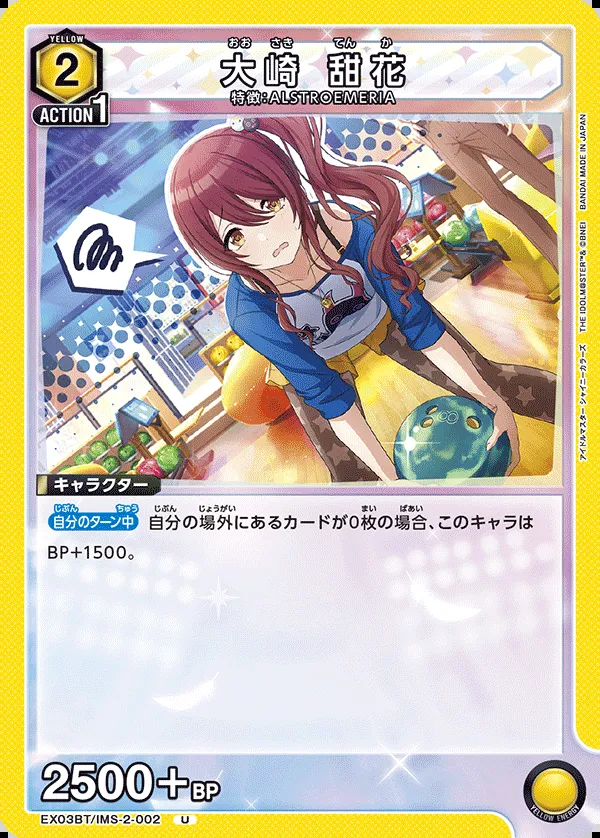 YELLOW
2
ACTION 1
おおさき てんか
大崎 甜花
特徴:ALSTROEMERIA
アイドルマスター シャイニーカラーズ THE IDOLM@STER™& ©BNEI BANDAI MADE IN JAPAN
キャラクター
じぶん ちゅう じぶん じょうがい まい ばあい
自分のターン中 自分の場外にあるカードが0枚の場合、このキャラは
BP+1500。
2500+BP
EX03BT/IMS-2-002 U
YELLOW ENERGY